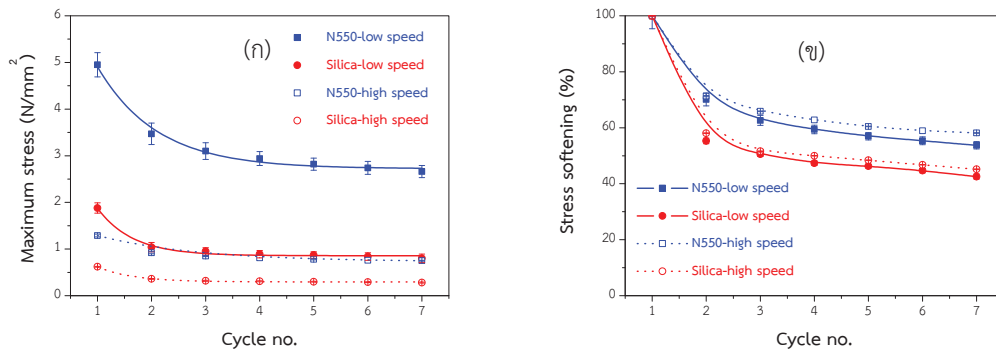 6
5
4
3
2
1
0
1 2 3 4 5 6 7
Maximum stress (N/mm²)
Cycle no.
(ก)
N550-low speed
Silica-low speed
N550-high speed
Silica-high speed
100
80
60
40
20
0
1 2 3 4 5 6 7
Stress softening (%)
Cycle no.
(ข)
N550-low speed
Silica-low speed
N550-high speed
Silica-high speed